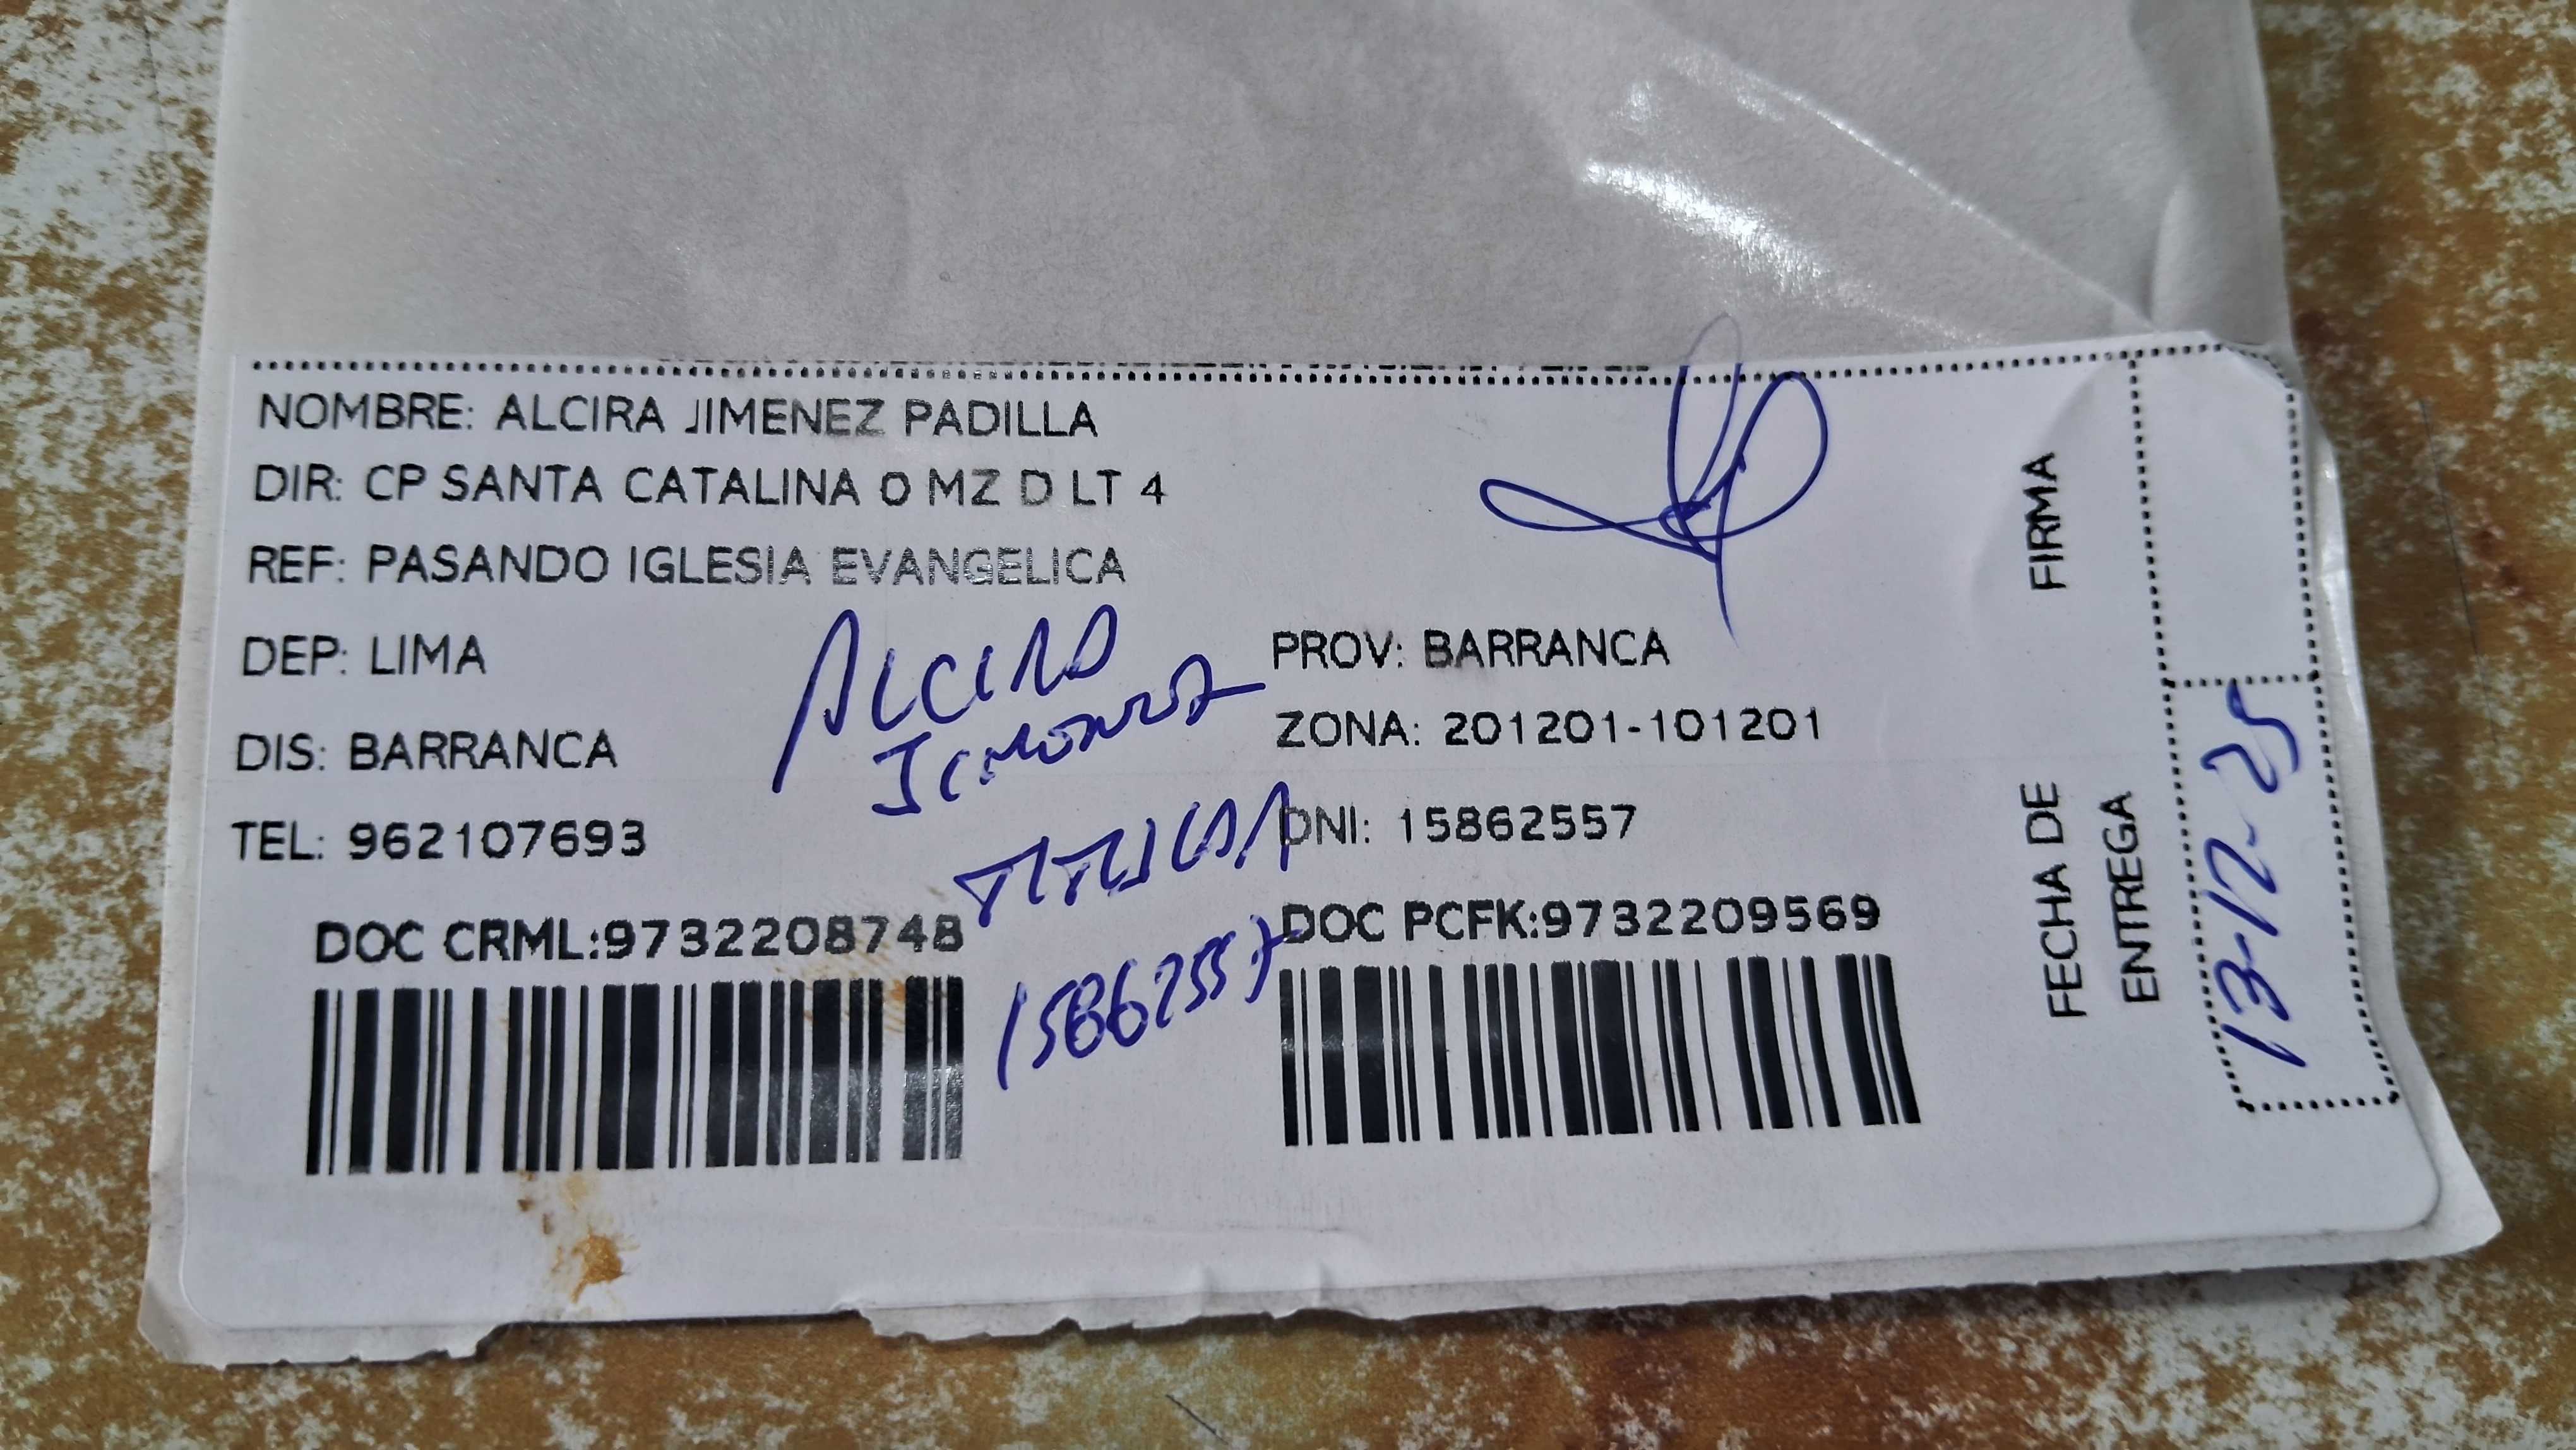 NOMBRE: ALCIRA JIMENEZ PADILLA
DIR: CP SANTA CATALINA 0 MZ D LT 4
REF: PASANDO IGLESIA EVANGELICA
DEP: LIMA
PROV: BARRANCA
DIS: BARRANCA
ZONA: 201201-101201
TEL: 962107693
DNI: 15862557
ALCIRA
TITULAR
15862557
DOC CRML:9732208748
DOC PCFK:9732209569
FIRMA
FECHA DE
ENTREGA
13-12-25